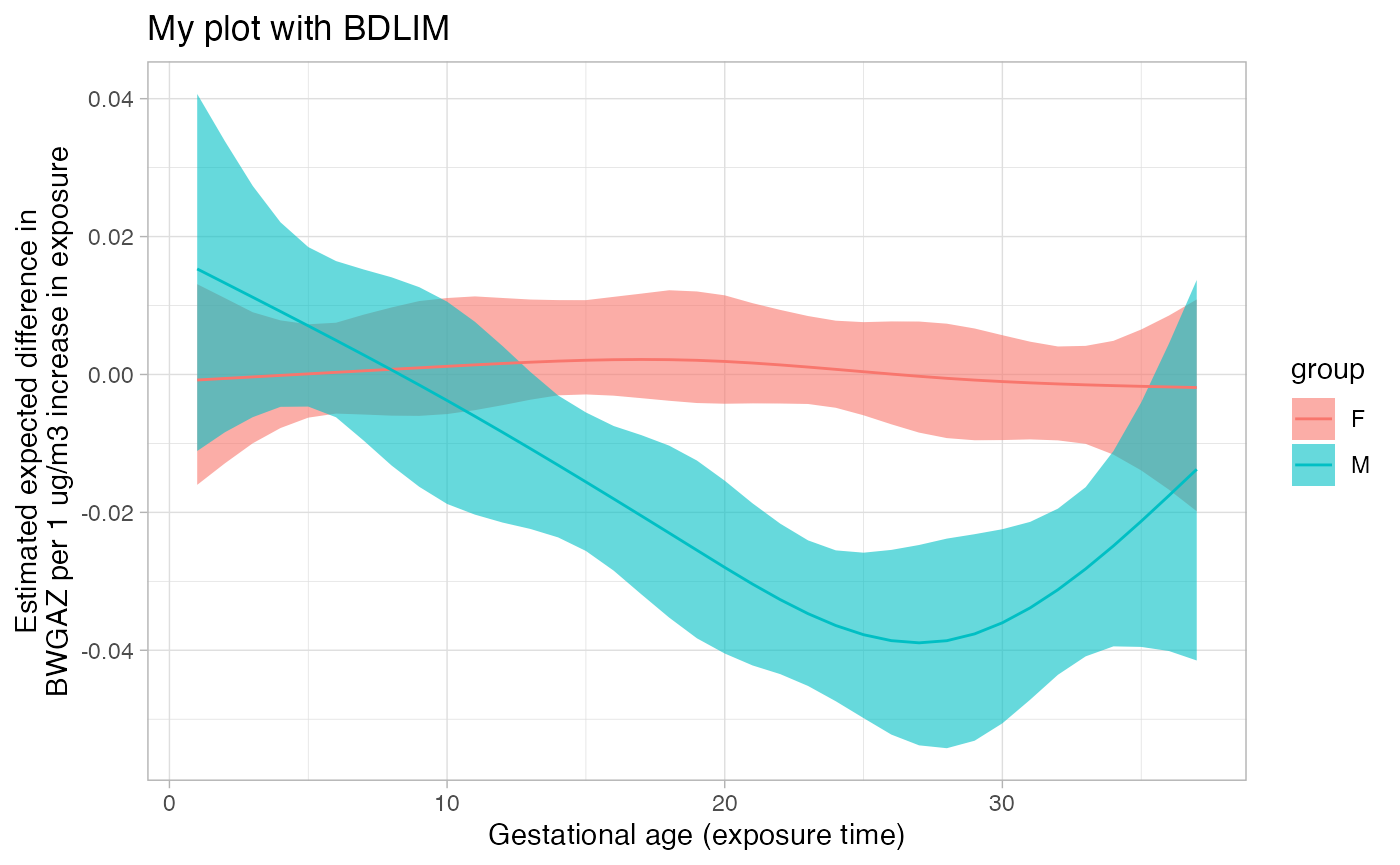 My plot with BDLIM
Estimated expected difference in
BWGAZ per 1 ug/m3 increase in exposure
0.04
0.02
0.00
-0.02
-0.04
0
10
20
30
Gestational age (exposure time)
group
F
M